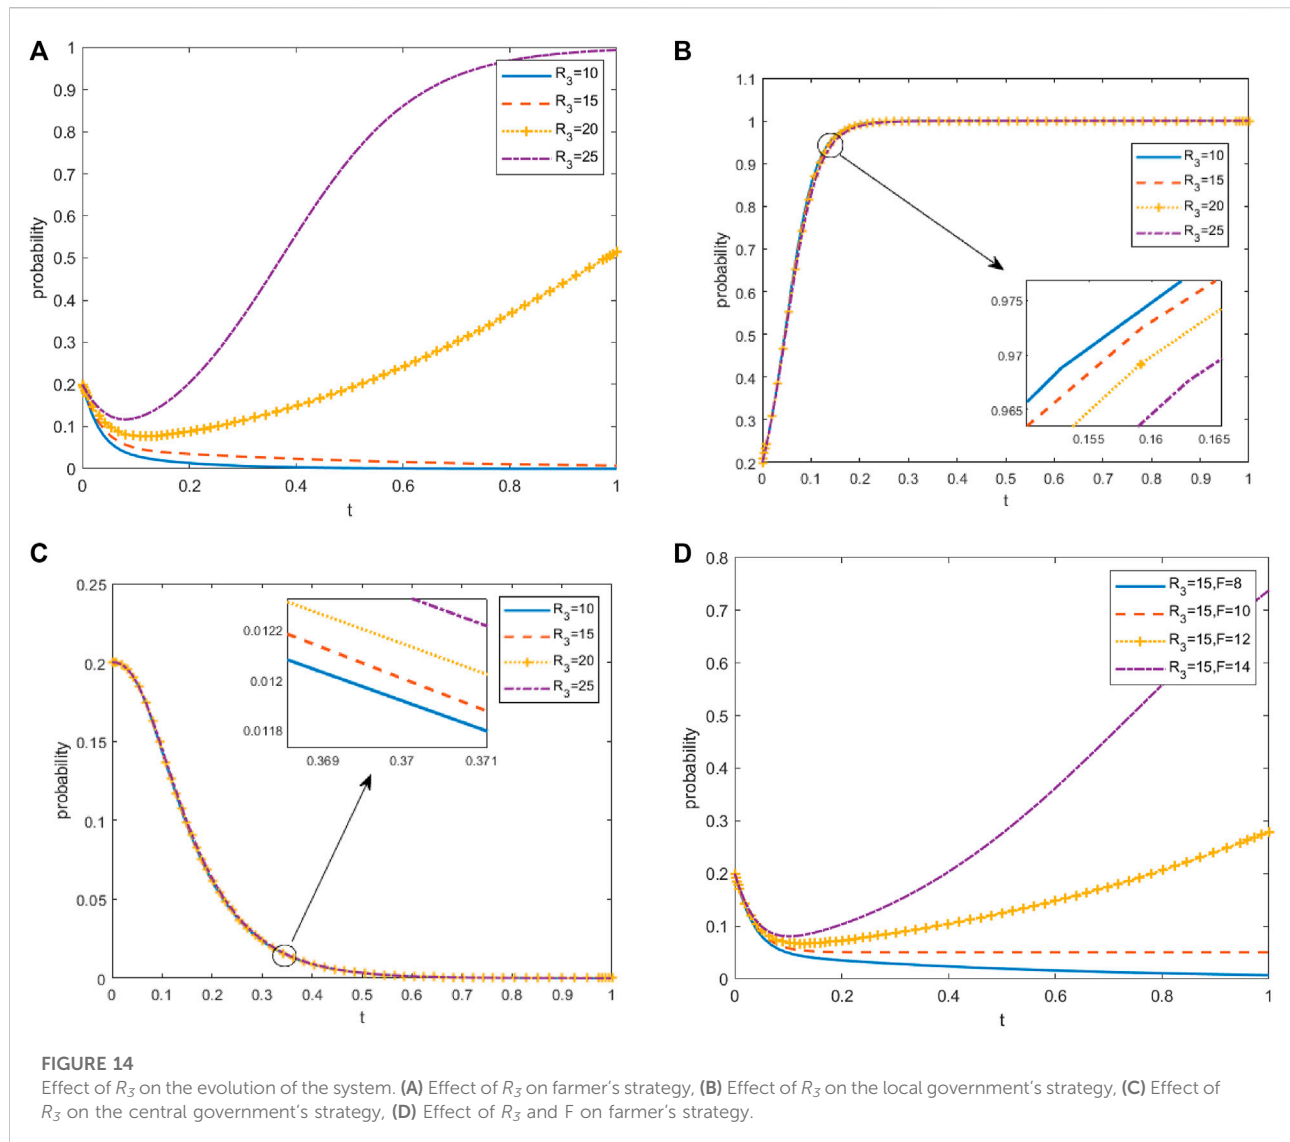 A
1
0.9
0.8
0.7
0.6
0.5
0.4
0.3
0.2
0.1
0
probability
0 0.2 0.4 0.6 0.8 1
t
R3=10
R3=15
R3=20
R3=25
B
1.1
1
0.9
0.8
0.7
0.6
0.5
0.4
0.3
0.2
probability
0 0.1 0.2 0.3 0.4 0.5 0.6 0.7 0.8 0.9 1
t
R3=10
R3=15
R3=20
R3=25
0.975
0.97
0.965
0.155 0.16 0.165
C
0.25
0.2
0.15
0.1
0.05
0
probability
0 0.1 0.2 0.3 0.4 0.5 0.6 0.7 0.8 0.9 1
t
0.0122
0.012
0.0118
0.369 0.37 0.371
R3=10
R3=15
R3=20
R3=25
D
0.8
0.7
0.6
0.5
0.4
0.3
0.2
0.1
0
probability
0 0.2 0.4 0.6 0.8 1
t
R3=15,F=8
R3=15,F=10
R3=15,F=12
R3=15,F=14
FIGURE 14
Effect of R3 on the evolution of the system. (A) Effect of R3 on farmer's strategy, (B) Effect of R3 on the local government's strategy, (C) Effect of
R3 on the central government's strategy, (D) Effect of R3 and F on farmer's strategy.